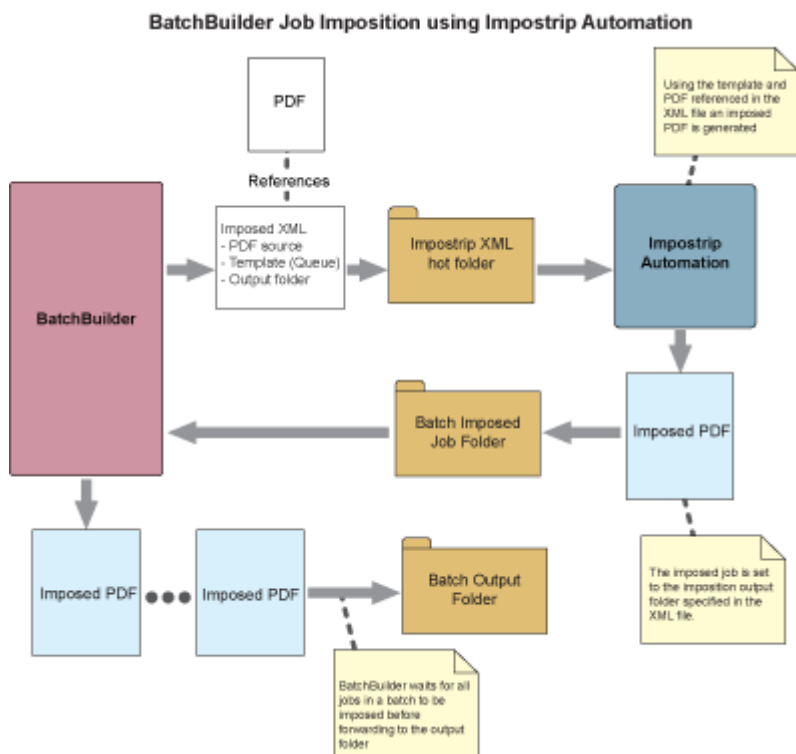 BatchBuilder Job Imposition using Impostrip Automation
PDF
Using the template and
PDF referenced in the
XML file an imposed
PDF is generated
References
Imposed XML
- PDF source
- Template (Queue)
- Output folder
Impostrip XML
hot folder
Impostrip
Automation
BatchBuilder
Batch Imposed
Job Folder
Imposed PDF
Imposed PDF
Imposed PDF
Batch Output
Folder
The imposed job is set
to the imposition output
folder specified in the
XML file.
BatchBuilder waits for all
jobs in a batch to be
imposed before
forwarding to the output
folder